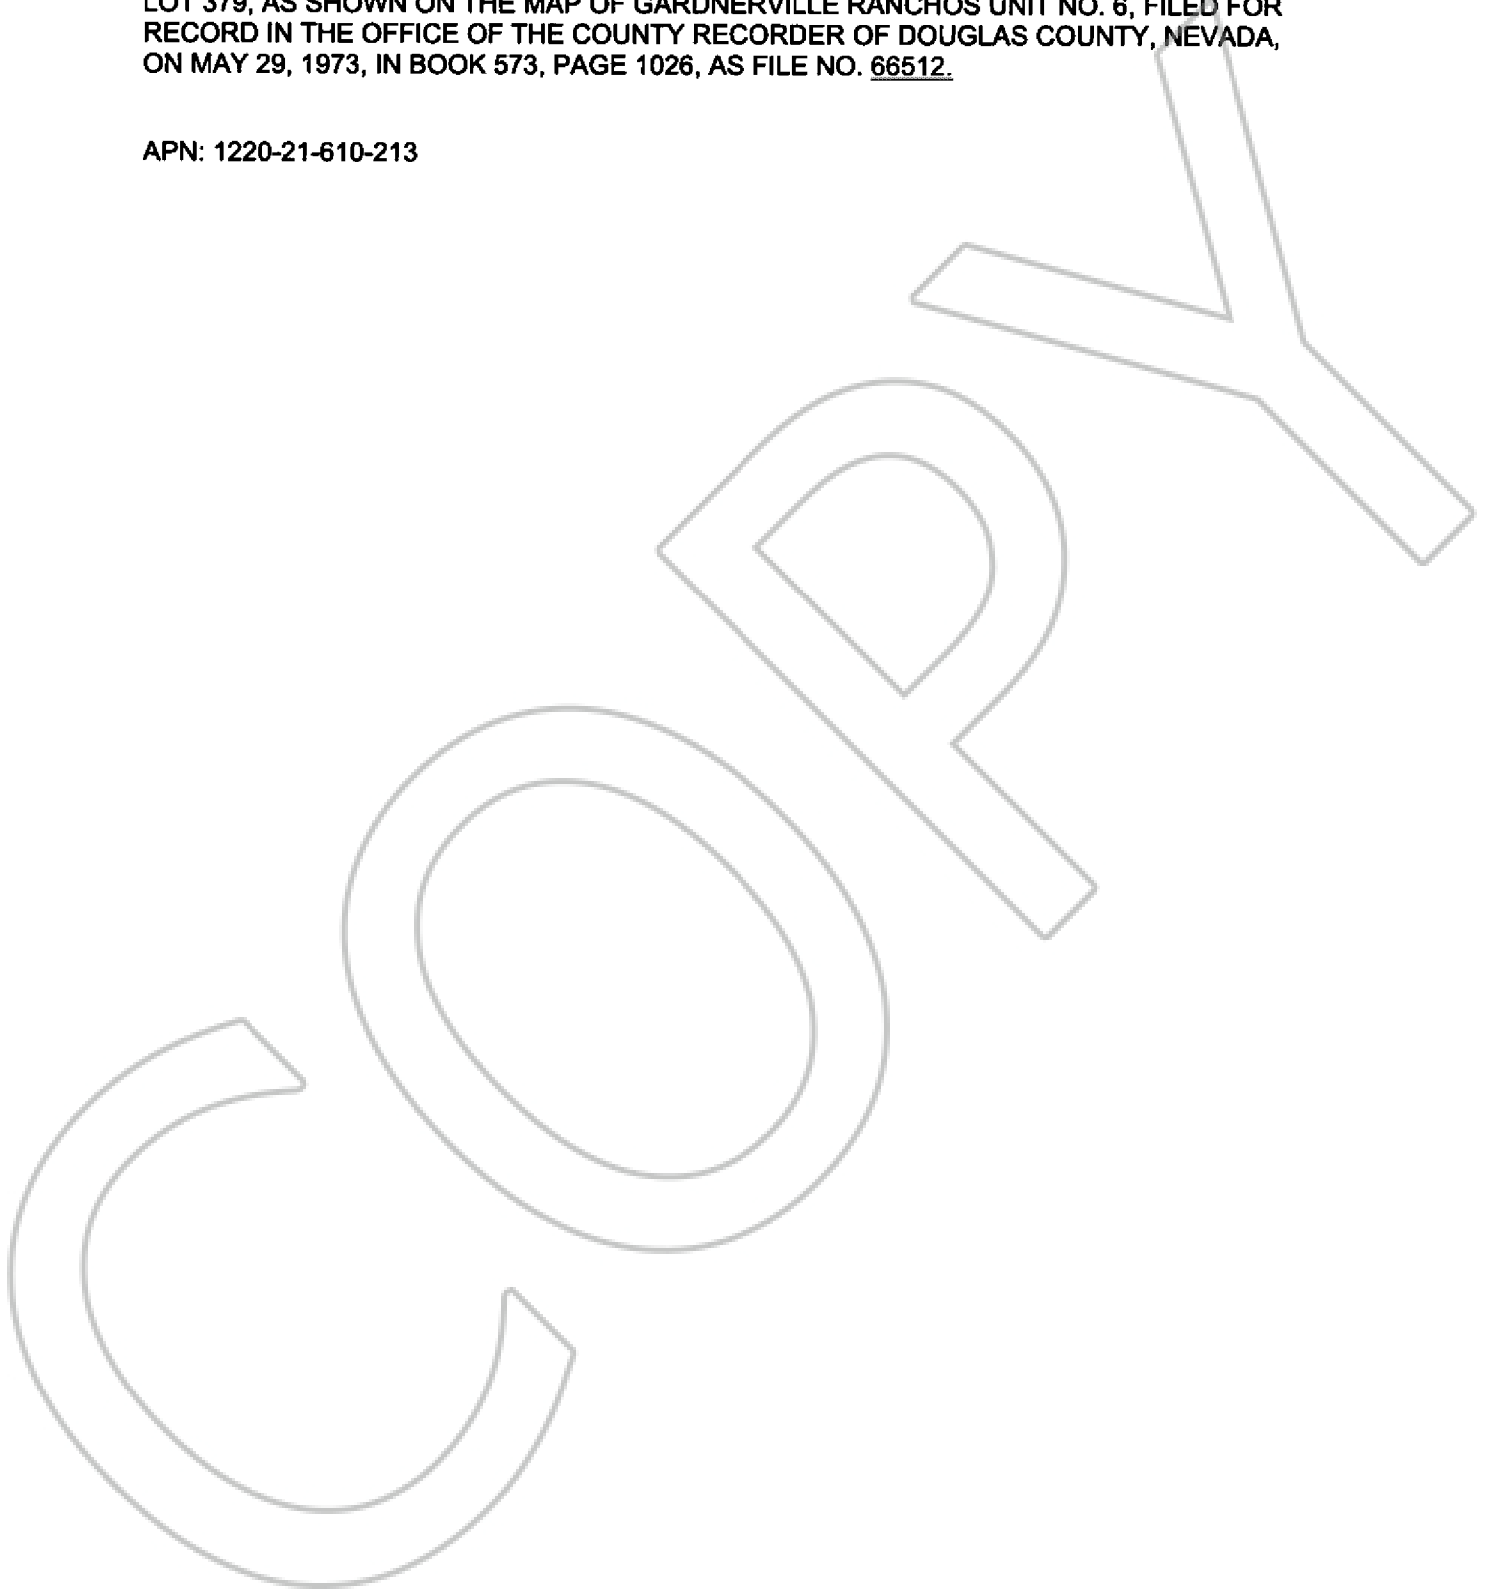 LOT 379, AS SHOWN ON THE MAP OF GARDNERVILLE RANCHOS UNIT NO. 6, FILED FOR
RECORD IN THE OFFICE OF THE COUNTY RECORDER OF DOUGLAS COUNTY, NEVADA,
ON MAY 29, 1973, IN BOOK 573, PAGE 1026, AS FILE NO. 66512.
APN: 1220-21-610-213
COPY